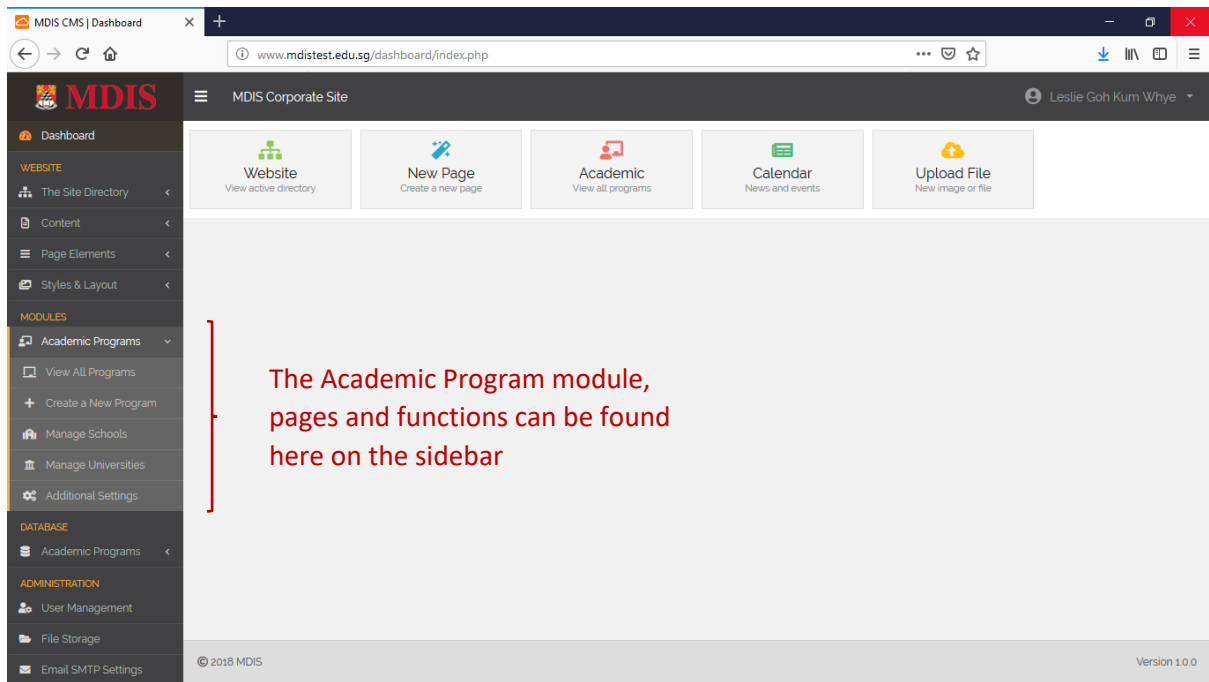 MDIS CMS | Dashboard
www.mdistest.edu.sg/dashboard/index.php
MDIS
MDIS Corporate Site
Leslie Goh Kum Whye
Dashboard
WEBSITE
The Site Directory
Content
Page Elements
Styles & Layout
MODULES
Academic Programs
View All Programs
Create a New Program
Manage Schools
Manage Universities
Additional Settings
DATABASE
Academic Programs
ADMINISTRATION
User Management
File Storage
Email SMTP Settings
Website
View active directory
New Page
Create a new page
Academic
View all programs
Calendar
News and events
Upload File
New image or file
The Academic Program module,
pages and functions can be found
here on the sidebar
© 2018 MDIS
Version 1.0.0